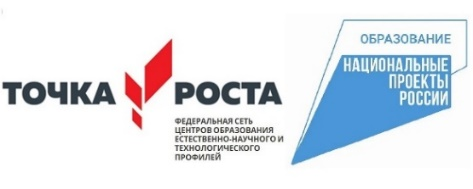 ТОЧКА РОСТА
ФЕДЕРАЛЬНАЯ СЕТЬ
ЦЕНТРОВ ОБРАЗОВАНИЯ
ЕСТЕСТВЕННО-НАУЧНОГО И
ТЕХНОЛОГИЧЕСКОГО
ПРОФИЛЕЙ
ОБРАЗОВАНИЕ
НАЦИОНАЛЬНЫЕ
ПРОЕКТЫ
РОССИИ